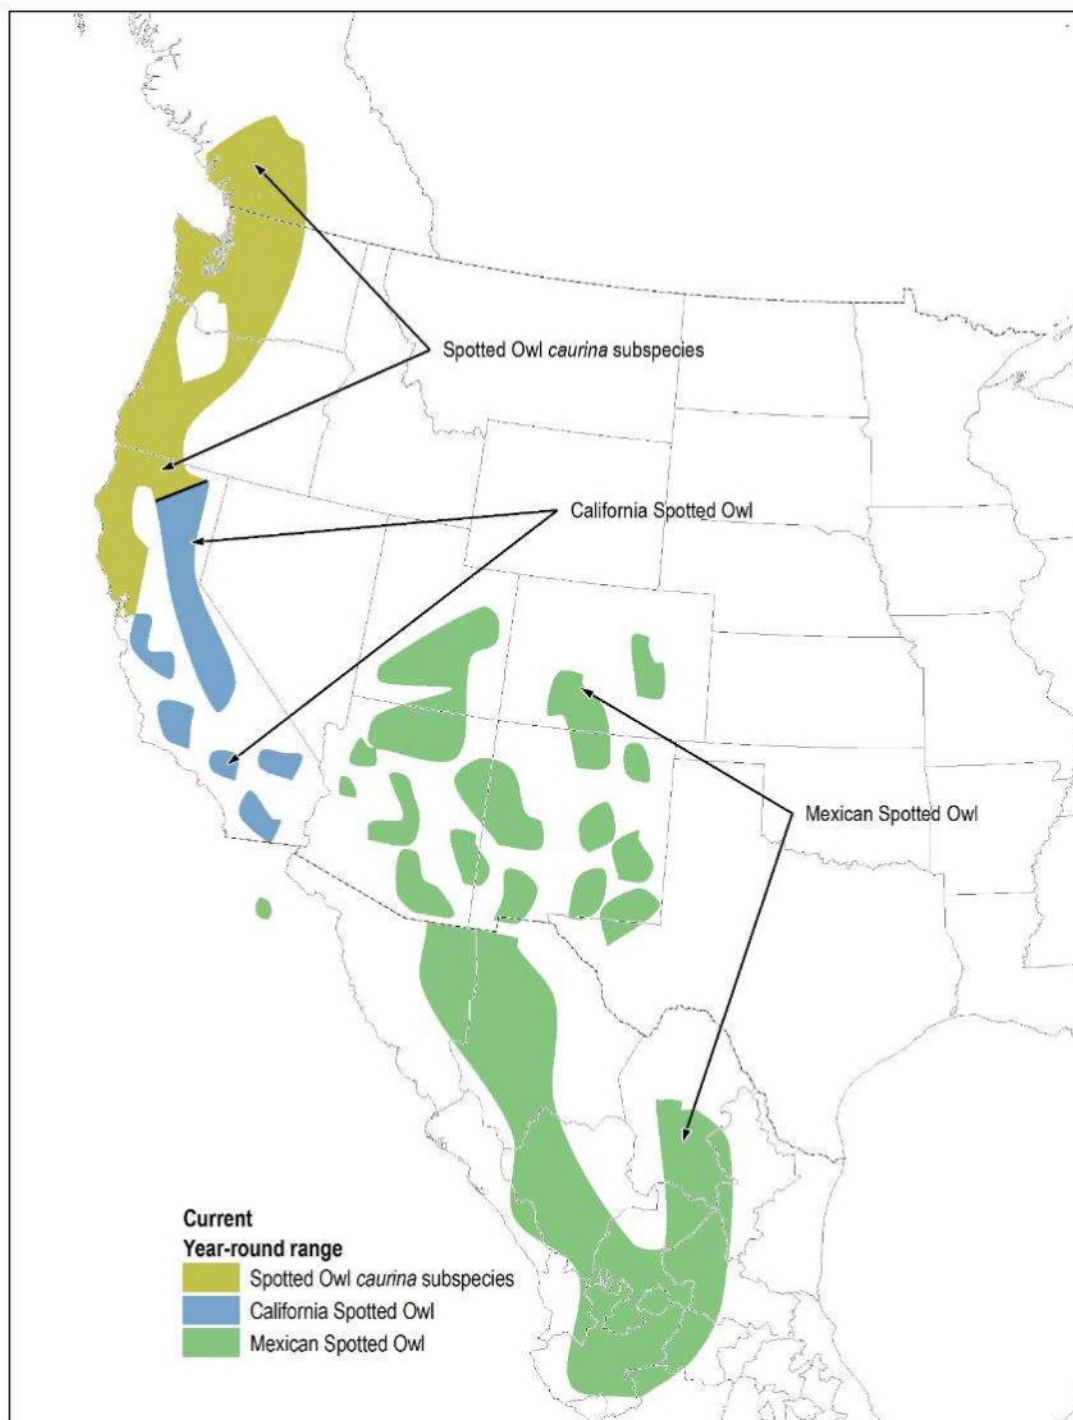 Spotted Owl caurina subspecies
California Spotted Owl
Mexican Spotted Owl
Current
Year-round range
Spotted Owl caurina subspecies
California Spotted Owl
Mexican Spotted Owl